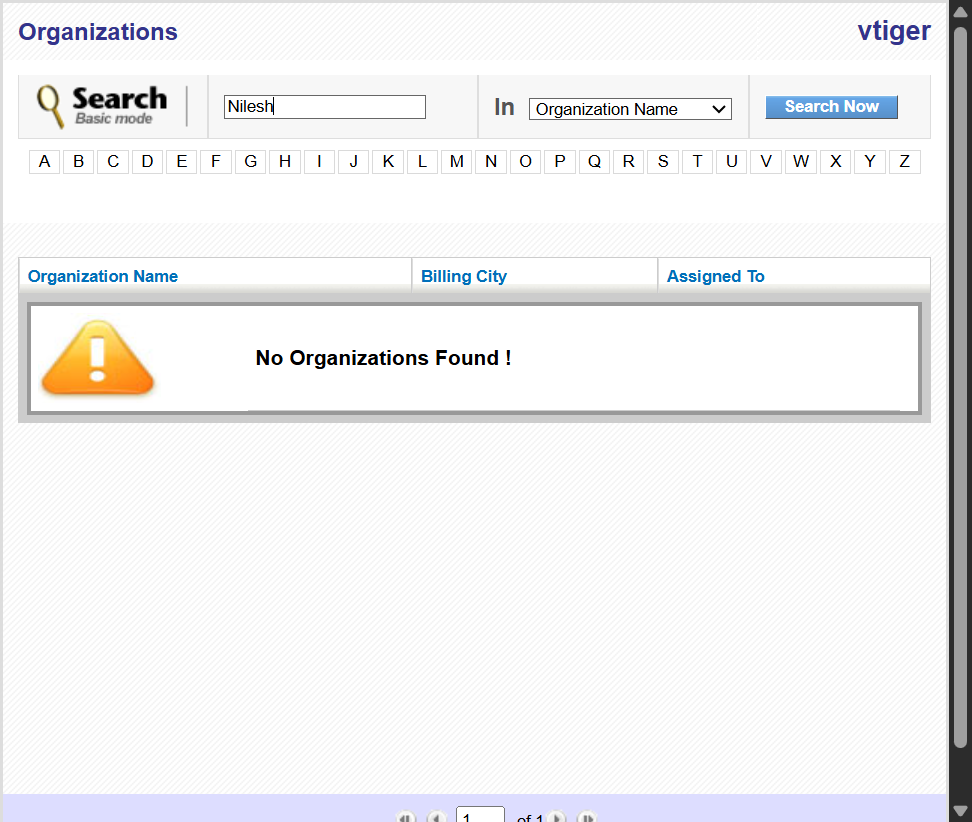 Organizations vtiger
Search
Basic mode
Nilesh
In Organization Name Search Now
A B C D E F G H I J K L M N O P Q R S T U V W X Y Z
Organization Name Billing City Assigned To
No Organizations Found !
1 of 1